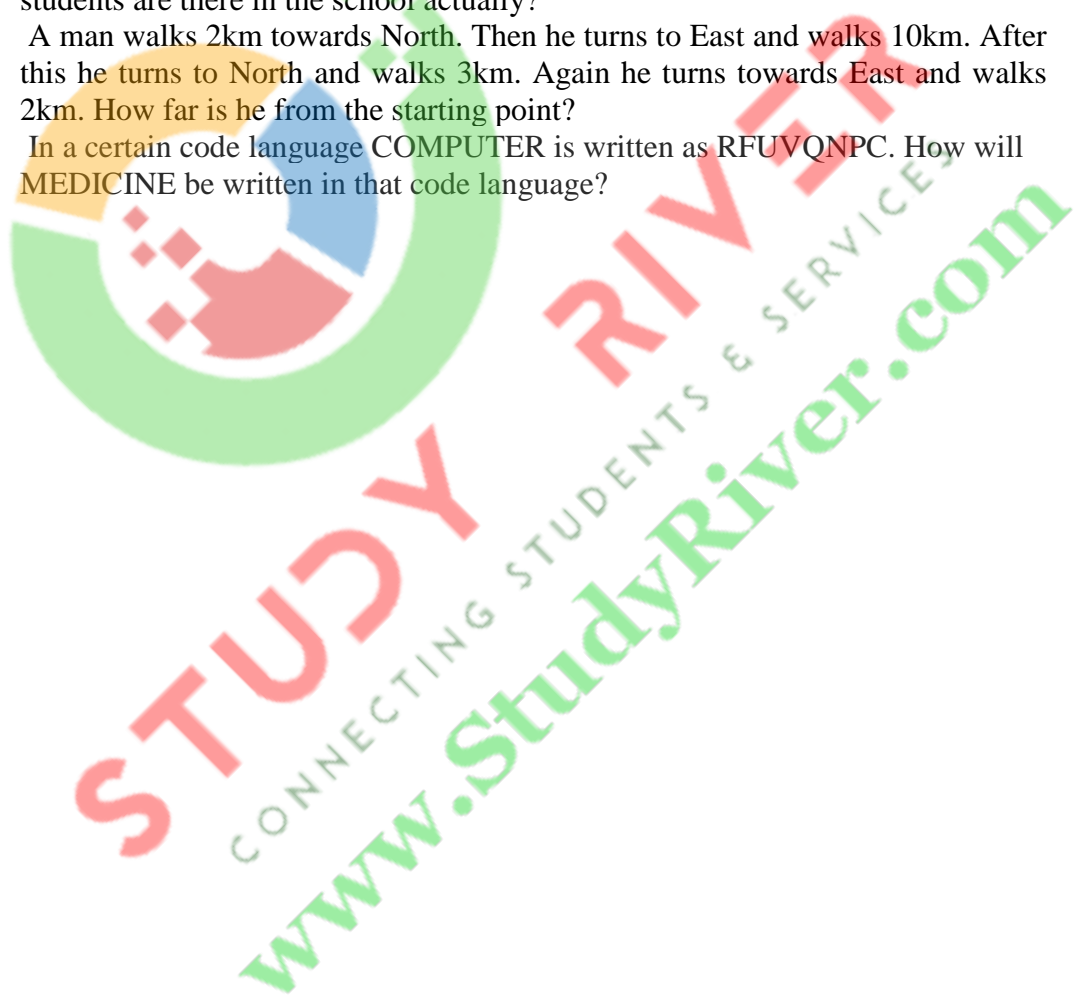 students are there in the school actually?
A man walks 2km towards North. Then he turns to East and walks 10km. After
this he turns to North and walks 3km. Again he turns towards East and walks
2km. How far is he from the starting point?
In a certain code language COMPUTER is written as RFUVQNPC. How will
MEDICINE be written in that code language?
STUDY RIVER
CONNECTING STUDENTS & SERVICES
www.StudyRiver.com